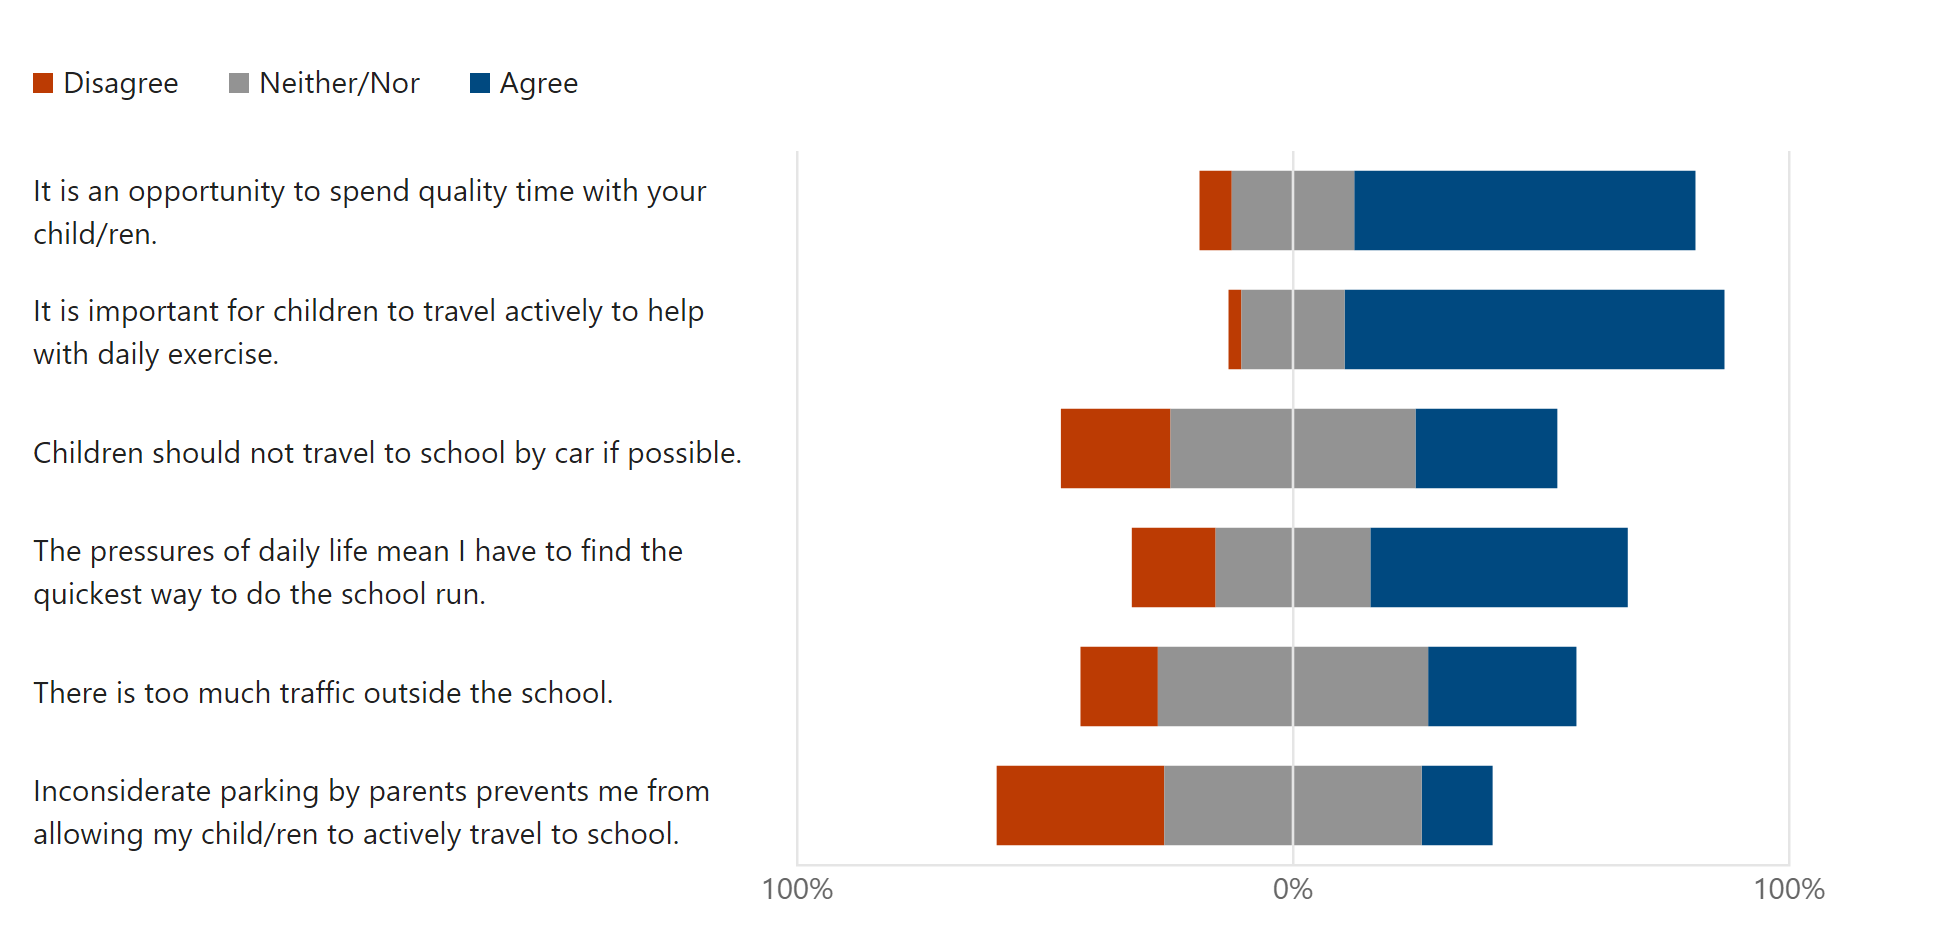 Disagree Neither/Nor Agree
It is an opportunity to spend quality time with your
child/ren.
It is important for children to travel actively to help
with daily exercise.
Children should not travel to school by car if possible.
The pressures of daily life mean I have to find the
quickest way to do the school run.
There is too much traffic outside the school.
Inconsiderate parking by parents prevents me from
allowing my child/ren to actively travel to school.
100% 0% 100%